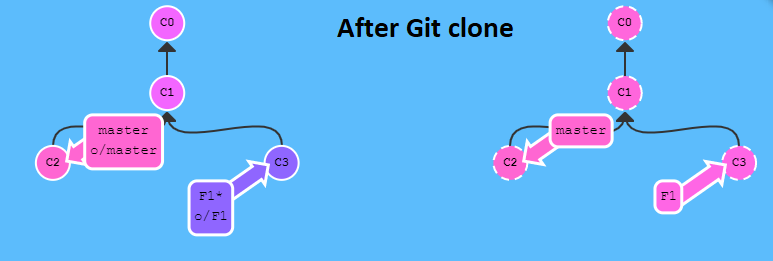 C0
After Git clone
C0
C1
C1
master
o/master
master
C2
C3
C2
C3
F1*
o/F1
F1